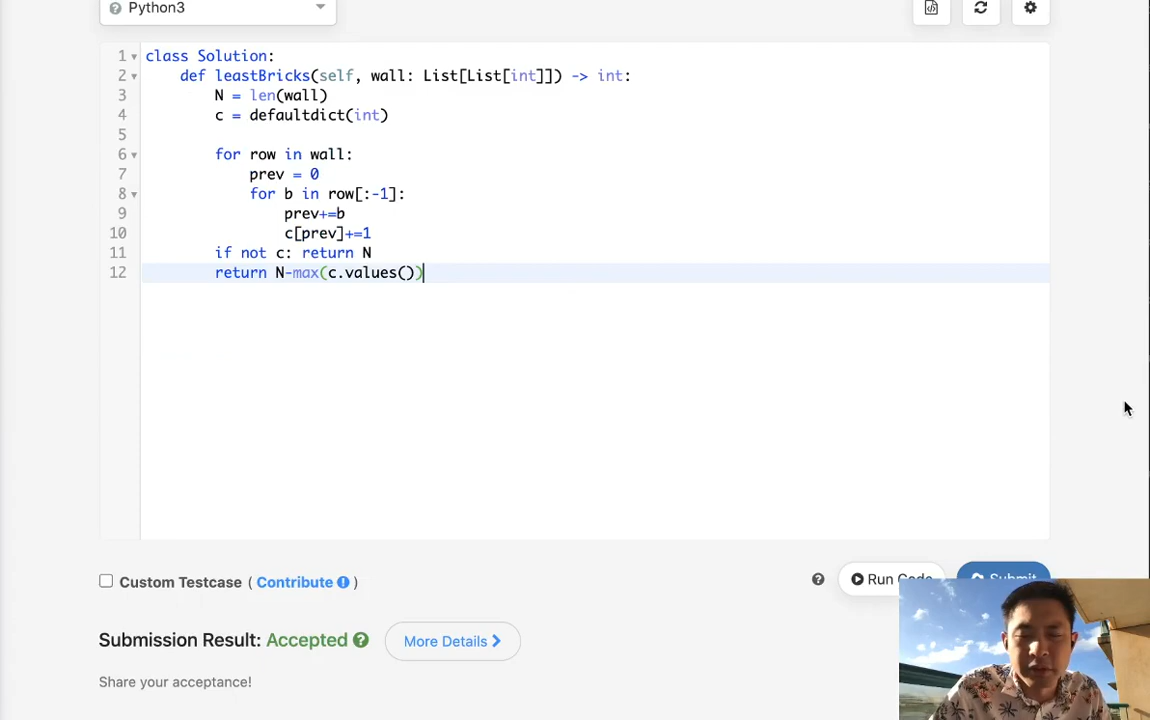 Python3
1 class Solution:
2 def leastBricks(self, wall: List[List[int]]) -> int:
3 N = len(wall)
4 c = defaultdict(int)
5
6 for row in wall:
7 prev = 0
8 for b in row[:-1]:
9 prev+=b
10 c[prev]+=1
11 if not c: return N
12 return N-max(c.values())
Custom Testcase ( Contribute )
Run Code
Submit
Submission Result: Accepted
More Details
Share your acceptance!